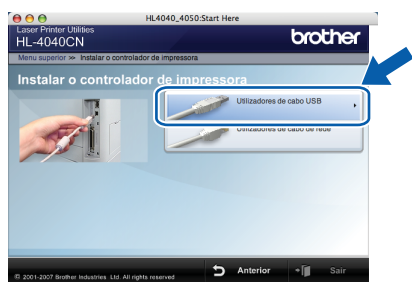 HL4040_4050:Start Here
Laser Printer Utilities
HL-4040CN
brother
Menu superior >> Instalar o controlador de impressora
Instalar o controlador de impressora
Utilizadores de cabo USB
Utilizadores de cabo de rede
© 2001-2007 Brother Industries Ltd. All rights reserved
Anterior
Sair